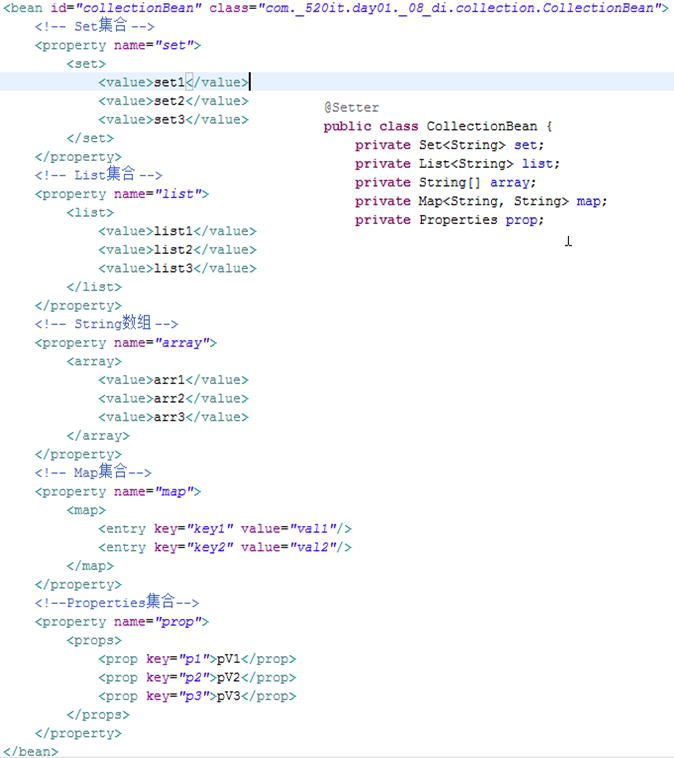 <bean id="collectionBean" class="com._520it.day01._08_di.collection.CollectionBean">
<!-- Set集合 -->
<property name="set">
<set>
<value>set1</value>
<value>set2</value>
<value>set3</value>
</set>
</property>
<!-- List集合 -->
<property name="list">
<list>
<value>list1</value>
<value>list2</value>
<value>list3</value>
</list>
</property>
<!-- String数组 -->
<property name="array">
<array>
<value>arr1</value>
<value>arr2</value>
<value>arr3</value>
</array>
</property>
<!-- Map集合-->
<property name="map">
<map>
<entry key="key1" value="val1"/>
<entry key="key2" value="val2"/>
</map>
</property>
<!--Properties集合-->
<property name="prop">
<props>
<prop key="p1">pV1</prop>
<prop key="p2">pV2</prop>
<prop key="p3">pV3</prop>
</props>
</property>
</bean>
@Setter
public class CollectionBean {
private Set<String> set;
private List<String> list;
private String[] array;
private Map<String, String> map;
private Properties prop;